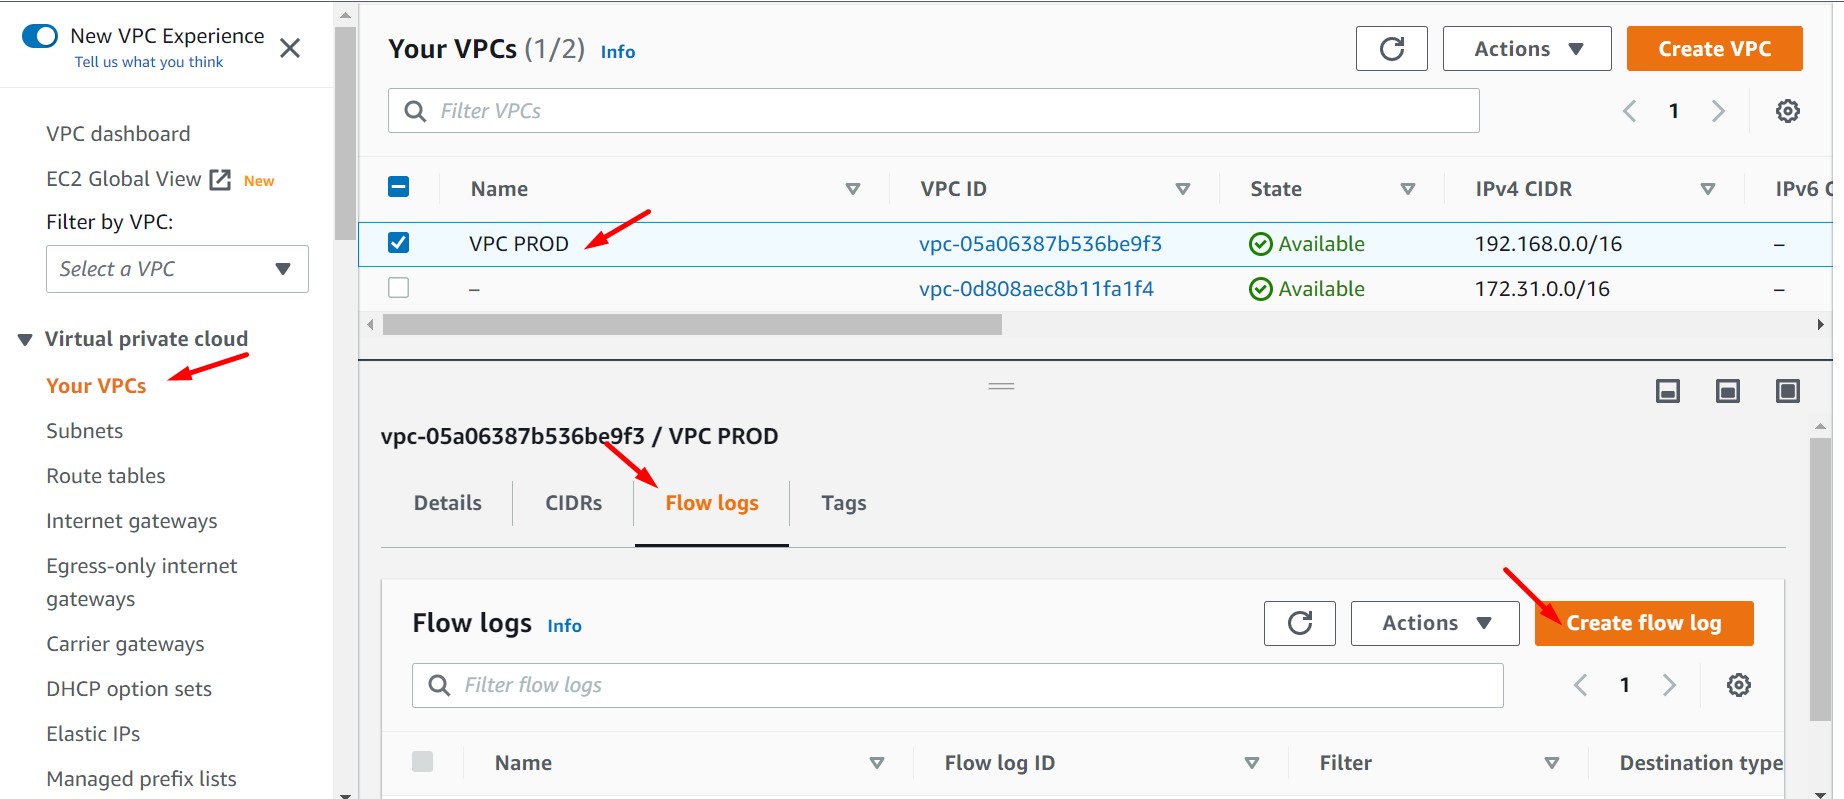 New VPC Experience
Tell us what you think
VPC dashboard
EC2 Global View New
Filter by VPC:
Select a VPC
Virtual private cloud
Your VPCs
Subnets
Route tables
Internet gateways
Egress-only internet
gateways
Carrier gateways
DHCP option sets
Elastic IPs
Managed prefix lists
Your VPCs (1/2) Info
Actions
Create VPC
Filter VPCs
1
Name VPC ID State IPv4 CIDR IPv6 C
VPC PROD vpc-05a06387b536be9f3 Available 192.168.0.0/16 –
– vpc-0d808aec8b11fa1f4 Available 172.31.0.0/16 –
vpc-05a06387b536be9f3 / VPC PROD
Details CIDRs Flow logs Tags
Flow logs Info
Actions
Create flow log
Filter flow logs
1
Name Flow log ID Filter Destination type